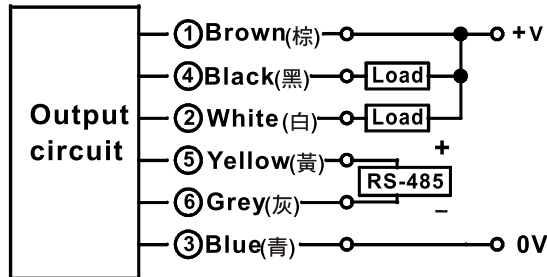 Output circuit
①Brown(棕) +V
④Black(黑) Load
②White(白) Load
⑤Yellow(黃) +
RS-485
⑥Grey(灰) −
③Blue(青) 0V